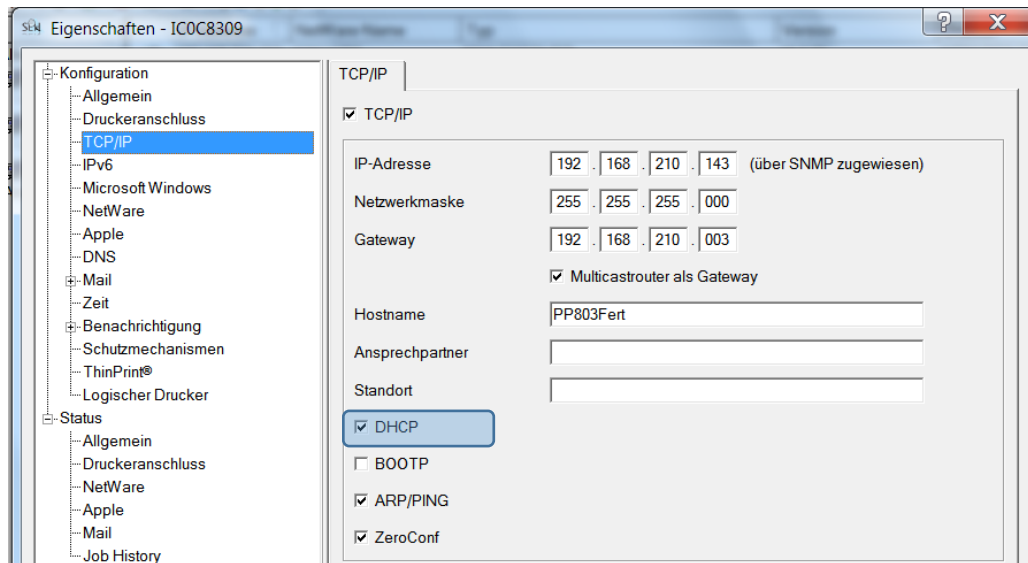 SEH Eigenschaften - IC0C8309
Konfiguration
Allgemein
Druckeranschluss
TCP/IP
IPv6
Microsoft Windows
NetWare
Apple
DNS
Mail
Zeit
Benachrichtigung
Schutzmechanismen
ThinPrint®
Logischer Drucker
Status
Allgemein
Druckeranschluss
NetWare
Apple
Mail
Job History
TCP/IP
TCP/IP
IP-Adresse 192 . 168 . 210 . 143 (über SNMP zugewiesen)
Netzwerkmaske 255 . 255 . 255 . 000
Gateway 192 . 168 . 210 . 003
Multicastrouter als Gateway
Hostname PP803Fert
Ansprechpartner
Standort
DHCP
BOOTP
ARP/PING
ZeroConf